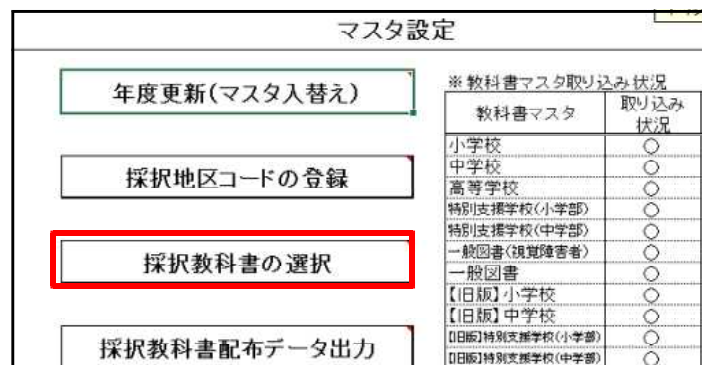 マスタ設定
年度更新(マスタ入替え)
採択地区コードの登録
採択教科書の選択
採択教科書配布データ出力
※教科書マスタ取り込み状況
教科書マスタ 取り込み
状況
小学校 ○
中学校 ○
高等学校 ○
特別支援学校(小学部) ○
特別支援学校(中学部) ○
一般図書(視覚障害者) ○
一般図書 ○
【旧版】小学校 ○
【旧版】中学校 ○
【旧版】特別支援学校(小学部) ○
【旧版】特別支援学校(中学部) ○